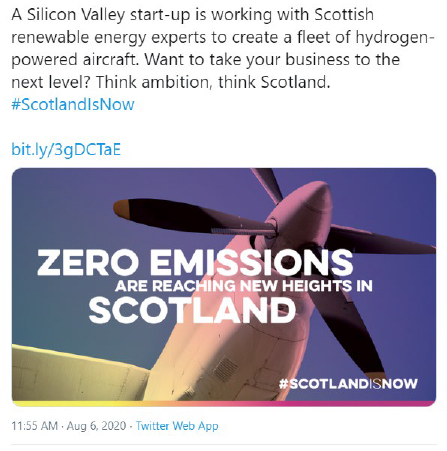 A Silicon Valley start-up is working with Scottish
renewable energy experts to create a fleet of hydrogen-
powered aircraft. Want to take your business to the
next level? Think ambition, think Scotland.
#ScotlandIsNow
bit.ly/3gDCTaE
ZERO EMISSIONS
ARE REACHING NEW HEIGHTS IN
SCOTLAND
#SCOTLANDISNOW
11:55 AM · Aug 6, 2020 · Twitter Web App